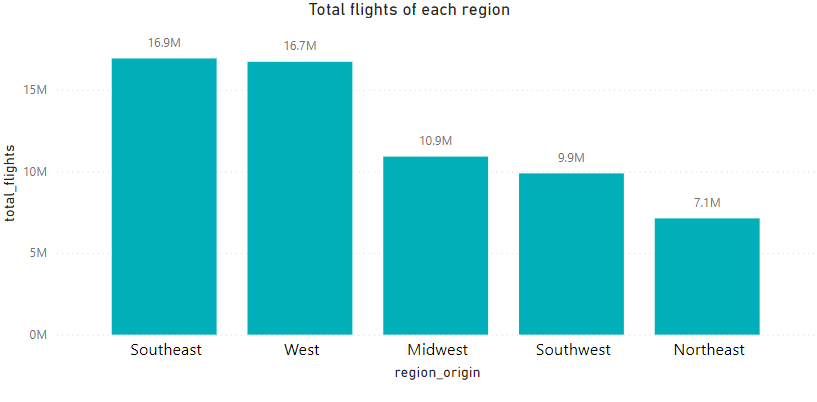 Total flights of each region
total_flights
15M
10M
5M
0M
16.9M
16.7M
10.9M
9.9M
7.1M
Southeast
West
Midwest
Southwest
Northeast
region_origin